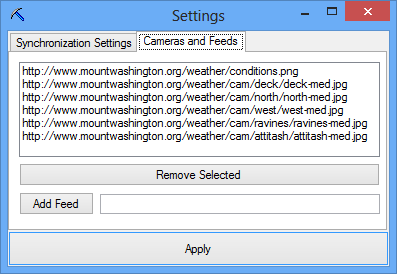 Settings
Synchronization Settings
Cameras and Feeds
http://www.mountwashington.org/weather/conditions.png
http://www.mountwashington.org/weather/cam/deck/deck-med.jpg
http://www.mountwashington.org/weather/cam/north/north-med.jpg
http://www.mountwashington.org/weather/cam/west/west-med.jpg
http://www.mountwashington.org/weather/cam/ravines/ravines-med.jpg
http://www.mountwashington.org/weather/cam/attitash/attitash-med.jpg
Remove Selected
Add Feed
Apply